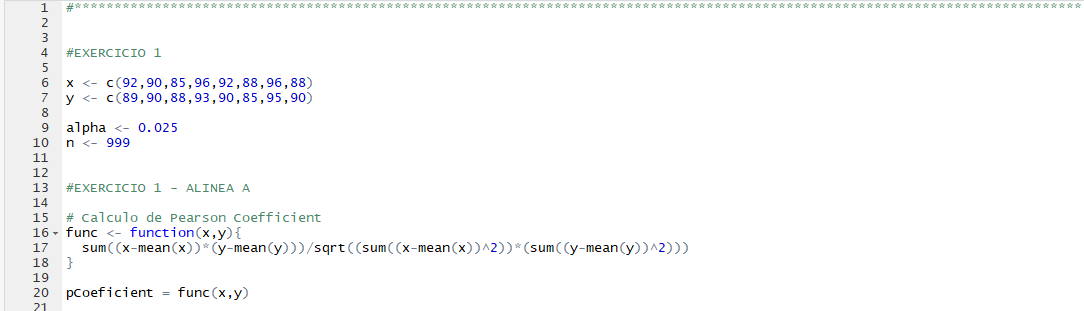 1 #**********************************************************************************************************************************
2
3
4 #EXERCICIO 1
5
6 x <- c(92,90,85,96,92,88,96,88)
7 y <- c(89,90,88,93,90,85,95,90)
8
9 alpha <- 0.025
10 n <- 999
11
12
13 #EXERCICIO 1 - ALINEA A
14
15 # Calculo de Pearson Coefficient
16 func <- function(x,y){
17 sum((x-mean(x))*(y-mean(y)))/sqrt((sum((x-mean(x))^2))*(sum((y-mean(y))^2)))
18 }
19
20 pCoeficient = func(x,y)
21